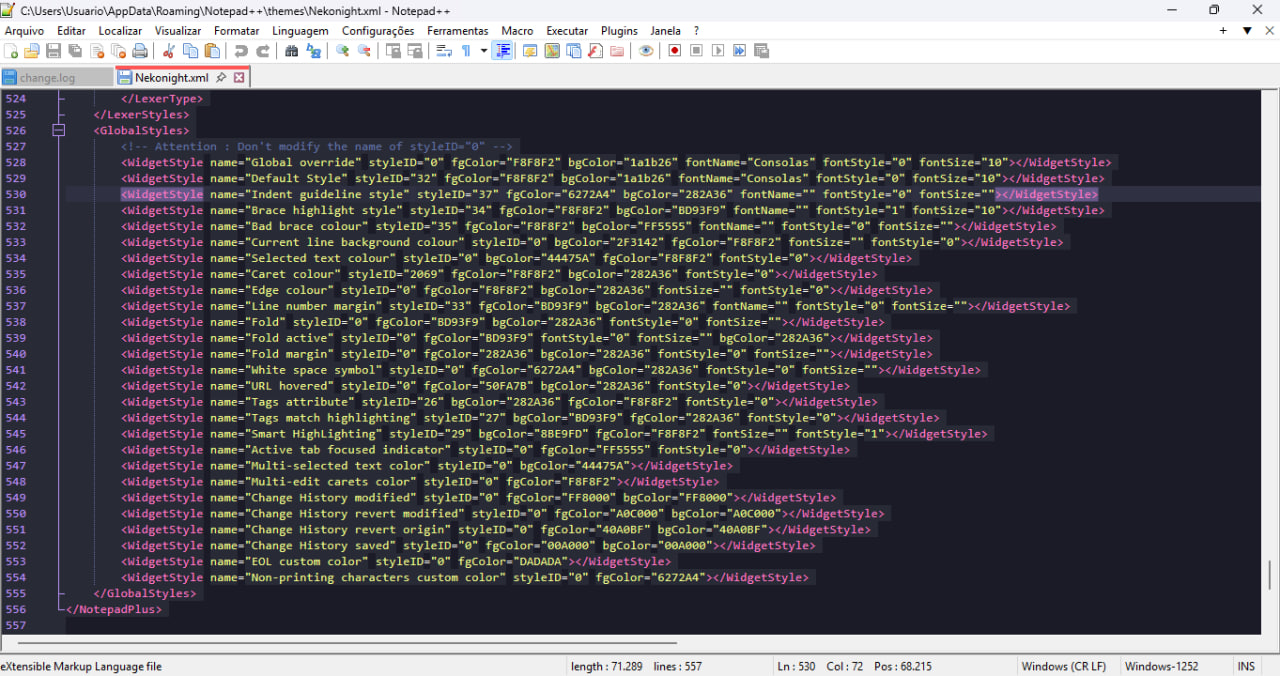 C:\Users\Usuario\AppData\Roaming\Notepad++\themes\Nekonight.xml - Notepad++
Arquivo Editar Localizar Visualizar Formatar Linguagem Configurações Ferramentas Macro Executar Plugins Janela ?
change.log Nekonight.xml
524 </LexerType>
525 </LexerStyles>
526 <GlobalStyles>
527 <!-- Attention : Don't modify the name of styleID="0" -->
528 <WidgetStyle name="Global override" styleID="0" fgColor="F8F8F2" bgColor="1a1b26" fontName="Consolas" fontStyle="0" fontSize="10"></WidgetStyle>
529 <WidgetStyle name="Default Style" styleID="32" fgColor="F8F8F2" bgColor="1a1b26" fontName="Consolas" fontStyle="0" fontSize="10"></WidgetStyle>
530 <WidgetStyle name="Indent guideline style" styleID="37" fgColor="6272A4" bgColor="282A36" fontName="" fontStyle="0" fontSize=""></WidgetStyle>
531 <WidgetStyle name="Brace highlight style" styleID="34" fgColor="F8F8F2" bgColor="BD93F9" fontName="" fontStyle="1" fontSize="10"></WidgetStyle>
532 <WidgetStyle name="Bad brace colour" styleID="35" fgColor="F8F8F2" bgColor="FF5555" fontName="" fontStyle="0" fontSize=""></WidgetStyle>
533 <WidgetStyle name="Current line background colour" styleID="0" bgColor="2F3142" fgColor="F8F8F2" fontSize="" fontStyle="0"></WidgetStyle>
534 <WidgetStyle name="Selected text colour" styleID="0" bgColor="44475A" fgColor="F8F8F2" fontStyle="0"></WidgetStyle>
535 <WidgetStyle name="Caret colour" styleID="2069" fgColor="F8F8F2" bgColor="282A36" fontStyle="0"></WidgetStyle>
536 <WidgetStyle name="Edge colour" styleID="0" fgColor="F8F8F2" bgColor="282A36" fontSize="" fontStyle="0"></WidgetStyle>
537 <WidgetStyle name="Line number margin" styleID="33" fgColor="BD93F9" bgColor="282A36" fontName="" fontStyle="0" fontSize=""></WidgetStyle>
538 <WidgetStyle name="Fold" styleID="0" fgColor="BD93F9" bgColor="282A36" fontStyle="0" fontSize=""></WidgetStyle>
539 <WidgetStyle name="Fold active" styleID="0" fgColor="BD93F9" fontStyle="0" fontSize="" bgColor="282A36"></WidgetStyle>
540 <WidgetStyle name="Fold margin" styleID="0" fgColor="282A36" bgColor="282A36" fontStyle="0" fontSize=""></WidgetStyle>
541 <WidgetStyle name="White space symbol" styleID="0" fgColor="6272A4" bgColor="282A36" fontStyle="0" fontSize=""></WidgetStyle>
542 <WidgetStyle name="URL hovered" styleID="0" fgColor="50FA7B" bgColor="282A36" fontStyle="0"></WidgetStyle>
543 <WidgetStyle name="Tags attribute" styleID="26" bgColor="282A36" fgColor="F8F8F2" fontStyle="0"></WidgetStyle>
544 <WidgetStyle name="Tags match highlighting" styleID="27" bgColor="BD93F9" fgColor="282A36" fontStyle="0"></WidgetStyle>
545 <WidgetStyle name="Smart HighLighting" styleID="29" bgColor="8BE9FD" fgColor="F8F8F2" fontSize="" fontStyle="1"></WidgetStyle>
546 <WidgetStyle name="Active tab focused indicator" styleID="0" fgColor="FF5555" fontStyle="0"></WidgetStyle>
547 <WidgetStyle name="Multi-selected text color" styleID="0" bgColor="44475A"></WidgetStyle>
548 <WidgetStyle name="Multi-edit carets color" styleID="0" fgColor="F8F8F2"></WidgetStyle>
549 <WidgetStyle name="Change History modified" styleID="0" fgColor="FF8000" bgColor="FF8000"></WidgetStyle>
550 <WidgetStyle name="Change History revert modified" styleID="0" fgColor="A0C000" bgColor="A0C000"></WidgetStyle>
551 <WidgetStyle name="Change History revert origin" styleID="0" fgColor="40A0BF" bgColor="40A0BF"></WidgetStyle>
552 <WidgetStyle name="Change History saved" styleID="0" fgColor="00A000" bgColor="00A000"></WidgetStyle>
553 <WidgetStyle name="EOL custom color" styleID="0" fgColor="DADADA"></WidgetStyle>
554 <WidgetStyle name="Non-printing characters custom color" styleID="0" fgColor="6272A4"></WidgetStyle>
555 </GlobalStyles>
556 </NotepadPlus>
557
eXtensible Markup Language file length : 71.289 lines : 557 Ln : 530 Col : 72 Pos : 68.215 Windows (CR LF) Windows-1252 INS